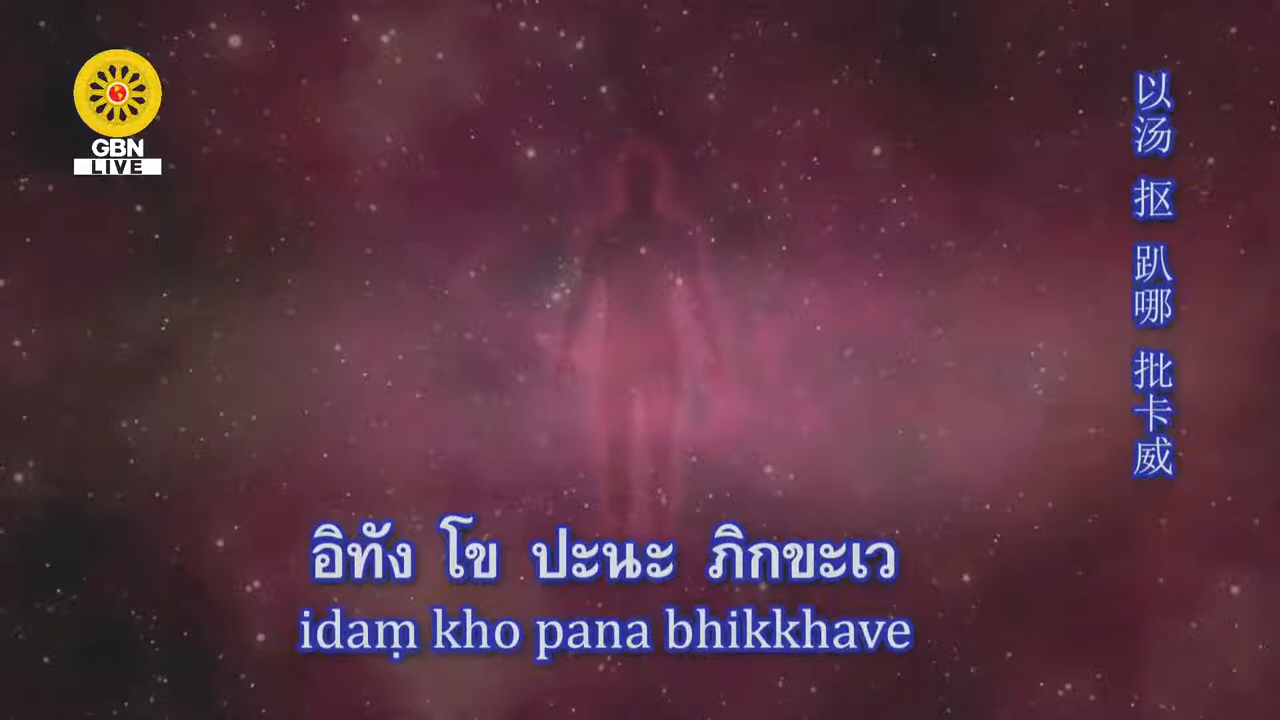 GBN
LIVE
以汤 抠 趴哪 批卡威
อิทัง โข ปะนะ ภิกขะเว
idaṃ kho pana bhikkhave